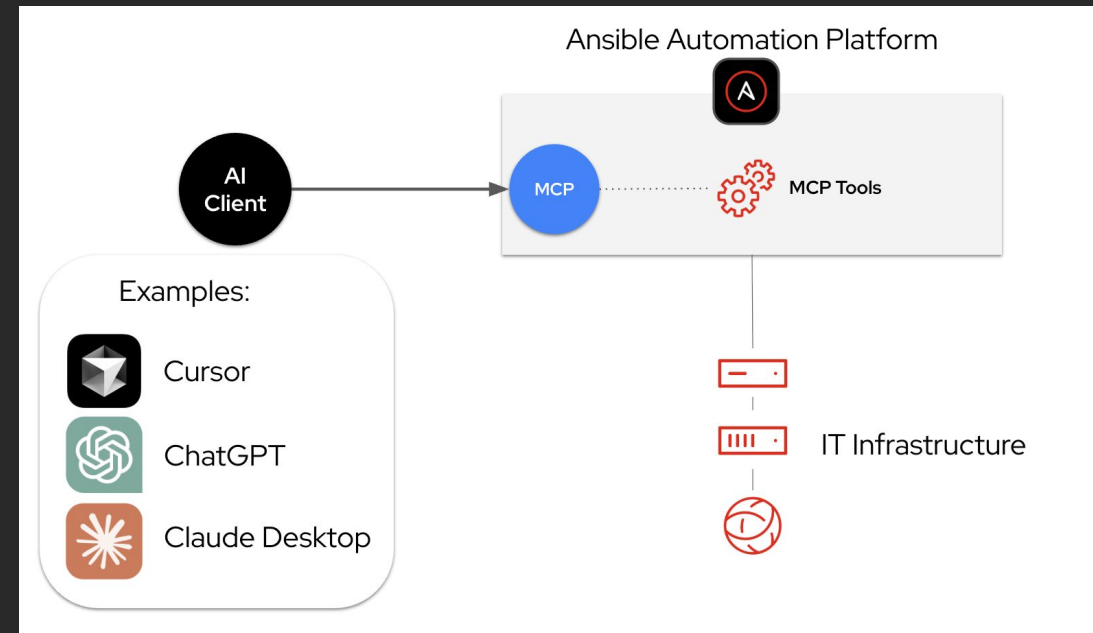 Ansible Automation Platform
AI
Client
MCP
MCP Tools
Examples:
Cursor
ChatGPT
Claude Desktop
IT Infrastructure